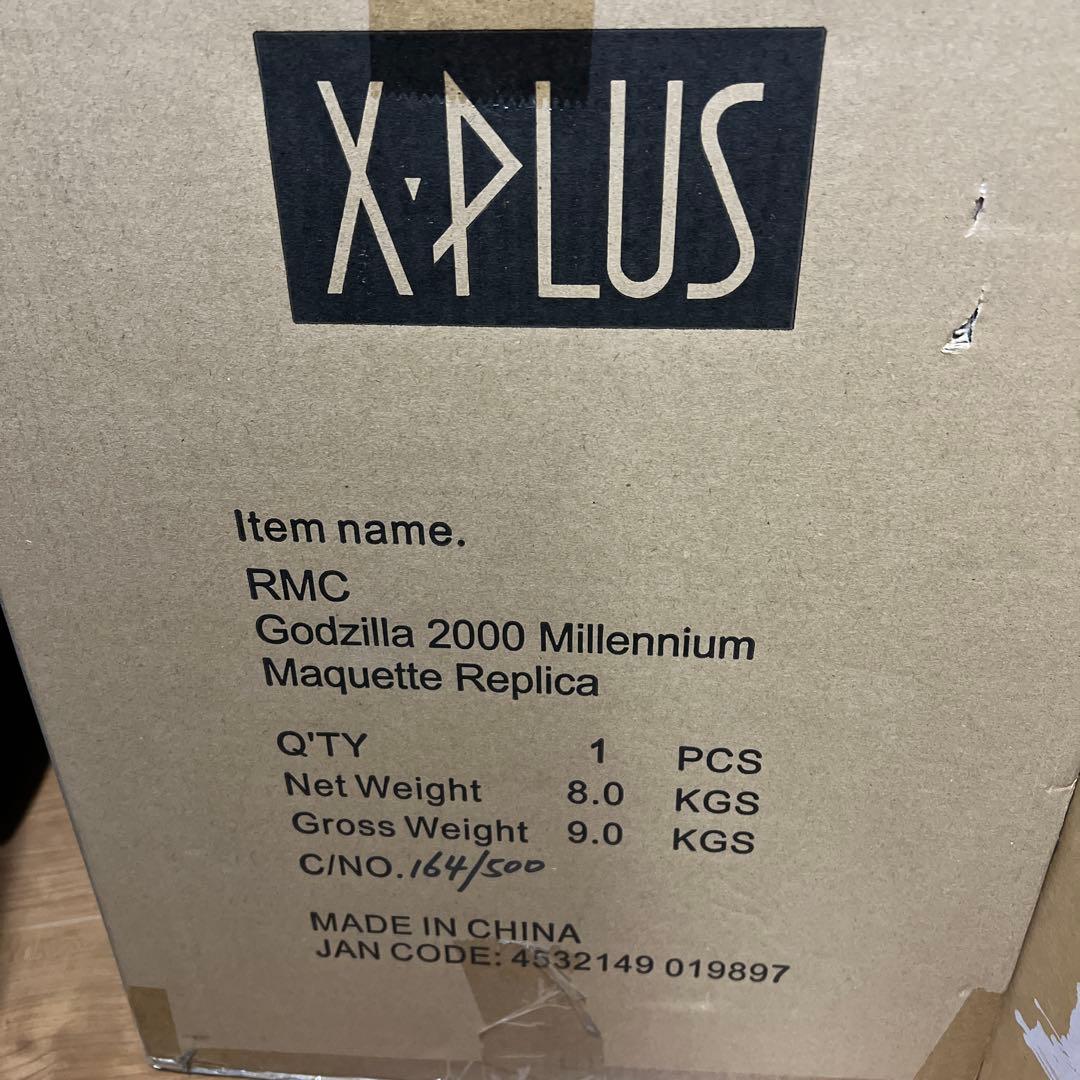 X·PLUS
Item name.
RMC
Godzilla 2000 Millennium
Maquette Replica
Q'TY 1 PCS
Net Weight 8.0 KGS
Gross Weight 9.0 KGS
C/NO. 164/500
MADE IN CHINA
JAN CODE: 4532149 019897